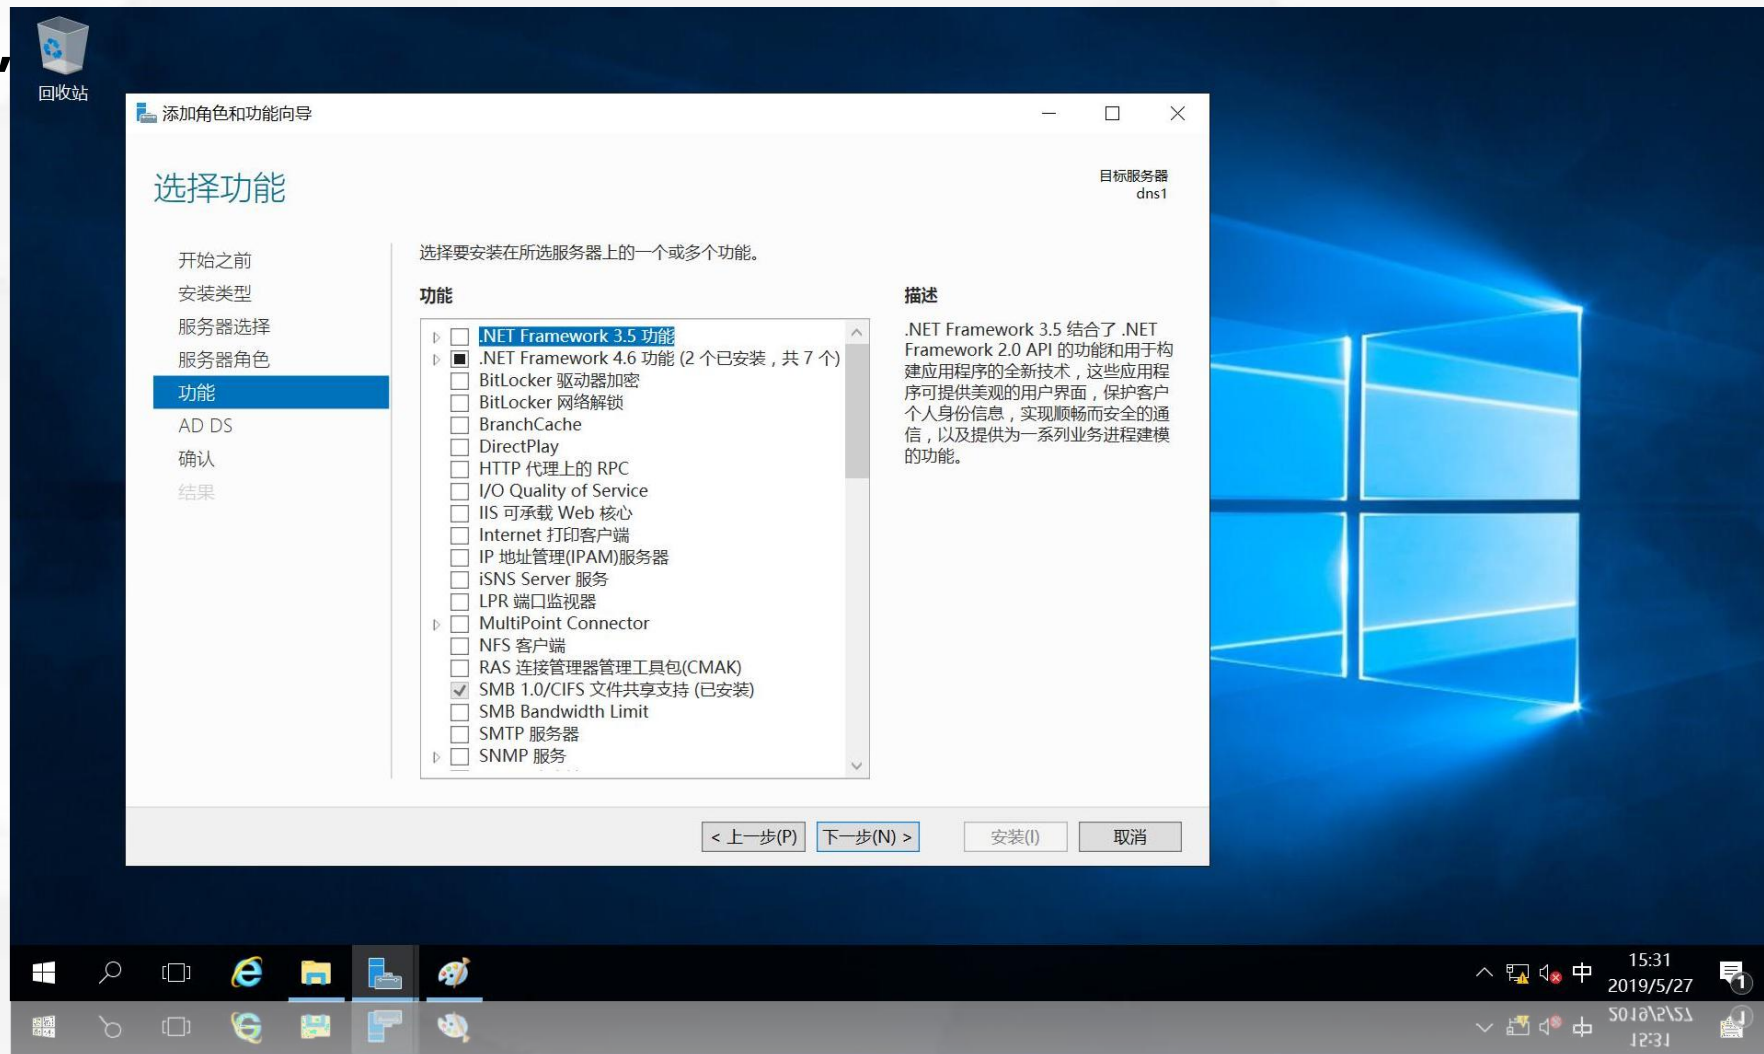 回收站
添加角色和功能向导
选择功能
目标服务器
dns1
开始之前
安装类型
服务器选择
服务器角色
功能
AD DS
确认
结果
选择要安装在所选服务器上的一个或多个功能。
功能
.NET Framework 3.5 功能
.NET Framework 4.6 功能 (2 个已安装，共 7 个)
BitLocker 驱动器加密
BitLocker 网络解锁
BranchCache
DirectPlay
HTTP 代理上的 RPC
I/O Quality of Service
IIS 可承载 Web 核心
Internet 打印客户端
IP 地址管理(IPAM)服务器
iSNS Server 服务
LPR 端口监视器
MultiPoint Connector
NFS 客户端
RAS 连接管理器管理工具包(CMAK)
SMB 1.0/CIFS 文件共享支持 (已安装)
SMB Bandwidth Limit
SMTP 服务器
SNMP 服务
描述
.NET Framework 3.5 结合了 .NET
Framework 2.0 API 的功能和用于构
建应用程序的全新技术，这些应用程
序可提供美观的用户界面，保护客户
个人身份信息，实现顺畅而安全的通
信，以及提供为一系列业务进程建模
的功能。
< 上一步(P)
下一步(N) >
安装(I)
取消
中
15:31
2019/5/27
1